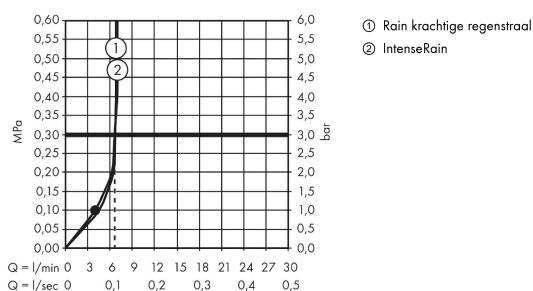 0,60 6,0
0,55 5,5
0,50 5,0
0,45 4,5
0,40 4,0
0,35 3,5
0,30 3,0
0,25 2,5
0,20 2,0
0,15 1,5
0,10 1,0
0,05 0,5
0,00 0,0
MPa
bar
1
2
Q = l/min 0 3 6 9 12 15 18 21 24 27 30
Q = l/sec 0 0,1 0,2 0,3 0,4 0,5
① Rain krachtige regenstraal
② IntenseRain